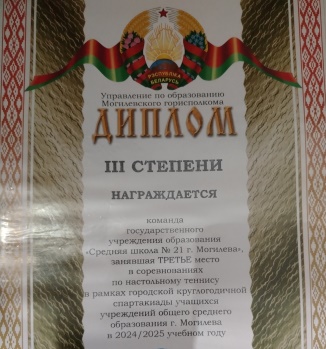 РЕСПУБЛИКА
БЕЛАРУСЬ
Управление по образованию
Могилевского горисполкома
ДИПЛОМ
III СТЕПЕНИ
НАГРАЖДАЕТСЯ
команда
государственного
учреждения образования
«Средняя школа № 21 г. Могилева»,
занявшая ТРЕТЬЕ место
в соревнованиях
по настольному теннису
в рамках городской круглогодичной
спартакиады учащихся
учреждений общего среднего
образования г. Могилева
в 2024/2025 учебном году